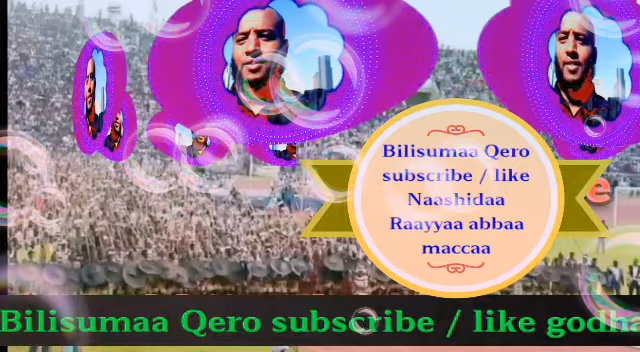 Bilisumaa Qero
subscribe / like
Naashidaa
Raayyaa abbaa
maccaa
e
Bilisumaa Qero subscribe / like godha